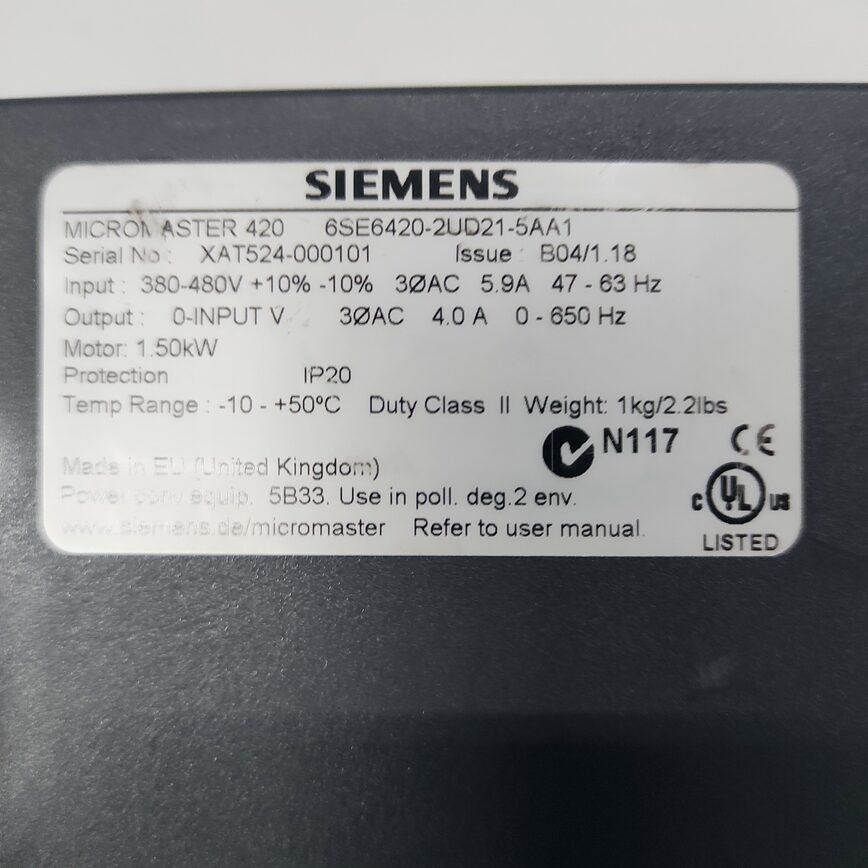 SIEMENS
MICROMASTER 420 6SE6420-2UD21-5AA1
Serial No : XAT524-000101 Issue : B04/1.18
Input : 380-480V +10% -10% 3ØAC 5.9A 47 - 63 Hz
Output : 0-INPUT V 3ØAC 4.0 A 0 - 650 Hz
Motor: 1.50kW
Protection IP20
Temp Range : -10 - +50ºC Duty Class II Weight: 1kg/2.2lbs
N117 CE
Made in EU (United Kingdom)
c UL us
Power conv.equip. 5B33. Use in poll. deg.2 env.
www.siemens.de/micromaster Refer to user manual.
LISTED